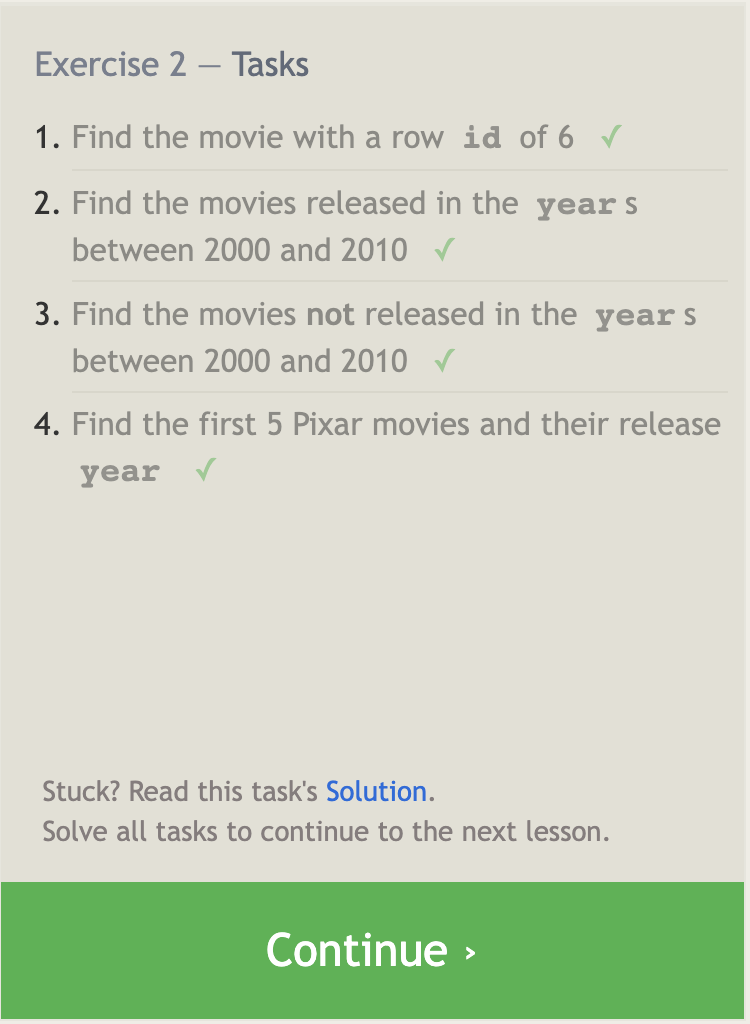 Exercise 2 — Tasks
1. Find the movie with a row id of 6 ✓
2. Find the movies released in the year s
between 2000 and 2010 ✓
3. Find the movies not released in the year s
between 2000 and 2010 ✓
4. Find the first 5 Pixar movies and their release
year ✓
Stuck? Read this task's Solution.
Solve all tasks to continue to the next lesson.
Continue ›